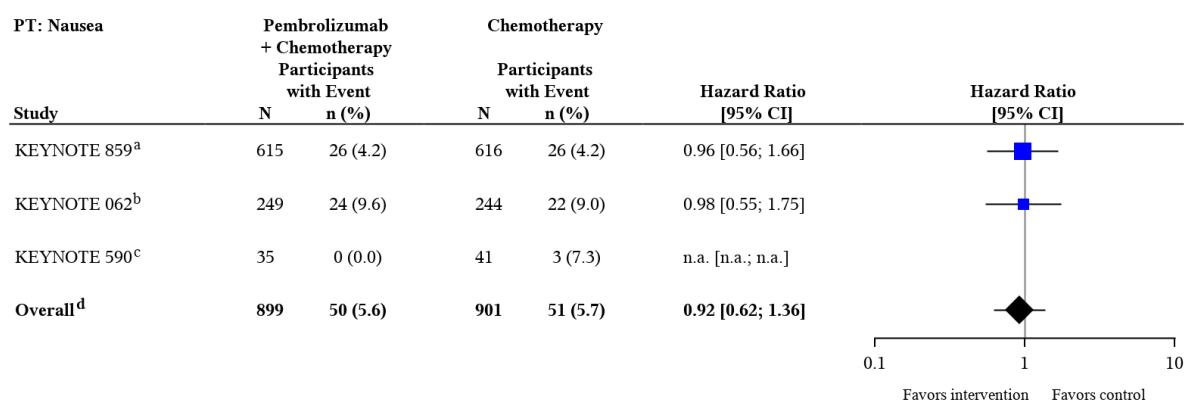 PT: Nausea Pembrolizumab Chemotherapy
+ Chemotherapy
Participants Participants
with Event with Event Hazard Ratio Hazard Ratio
Study N n (%) N n (%) [95% CI] [95% CI]
KEYNOTE 859a 615 26 (4.2) 616 26 (4.2) 0.96 [0.56; 1.66]
KEYNOTE 062b 249 24 (9.6) 244 22 (9.0) 0.98 [0.55; 1.75]
KEYNOTE 590c 35 0 (0.0) 41 3 (7.3) n.a. [n.a.; n.a.]
Overalld 899 50 (5.6) 901 51 (5.7) 0.92 [0.62; 1.36]
0.1 1 10
Favors intervention Favors control